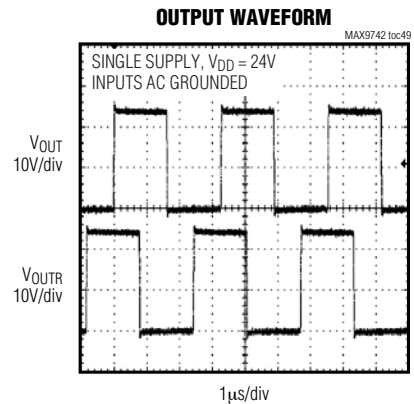 OUTPUT WAVEFORM
MAX9742 toc49
SINGLE SUPPLY, VDD = 24V
INPUTS AC GROUNDED
VOUT
10V/div
VOUTR
10V/div
1µs/div